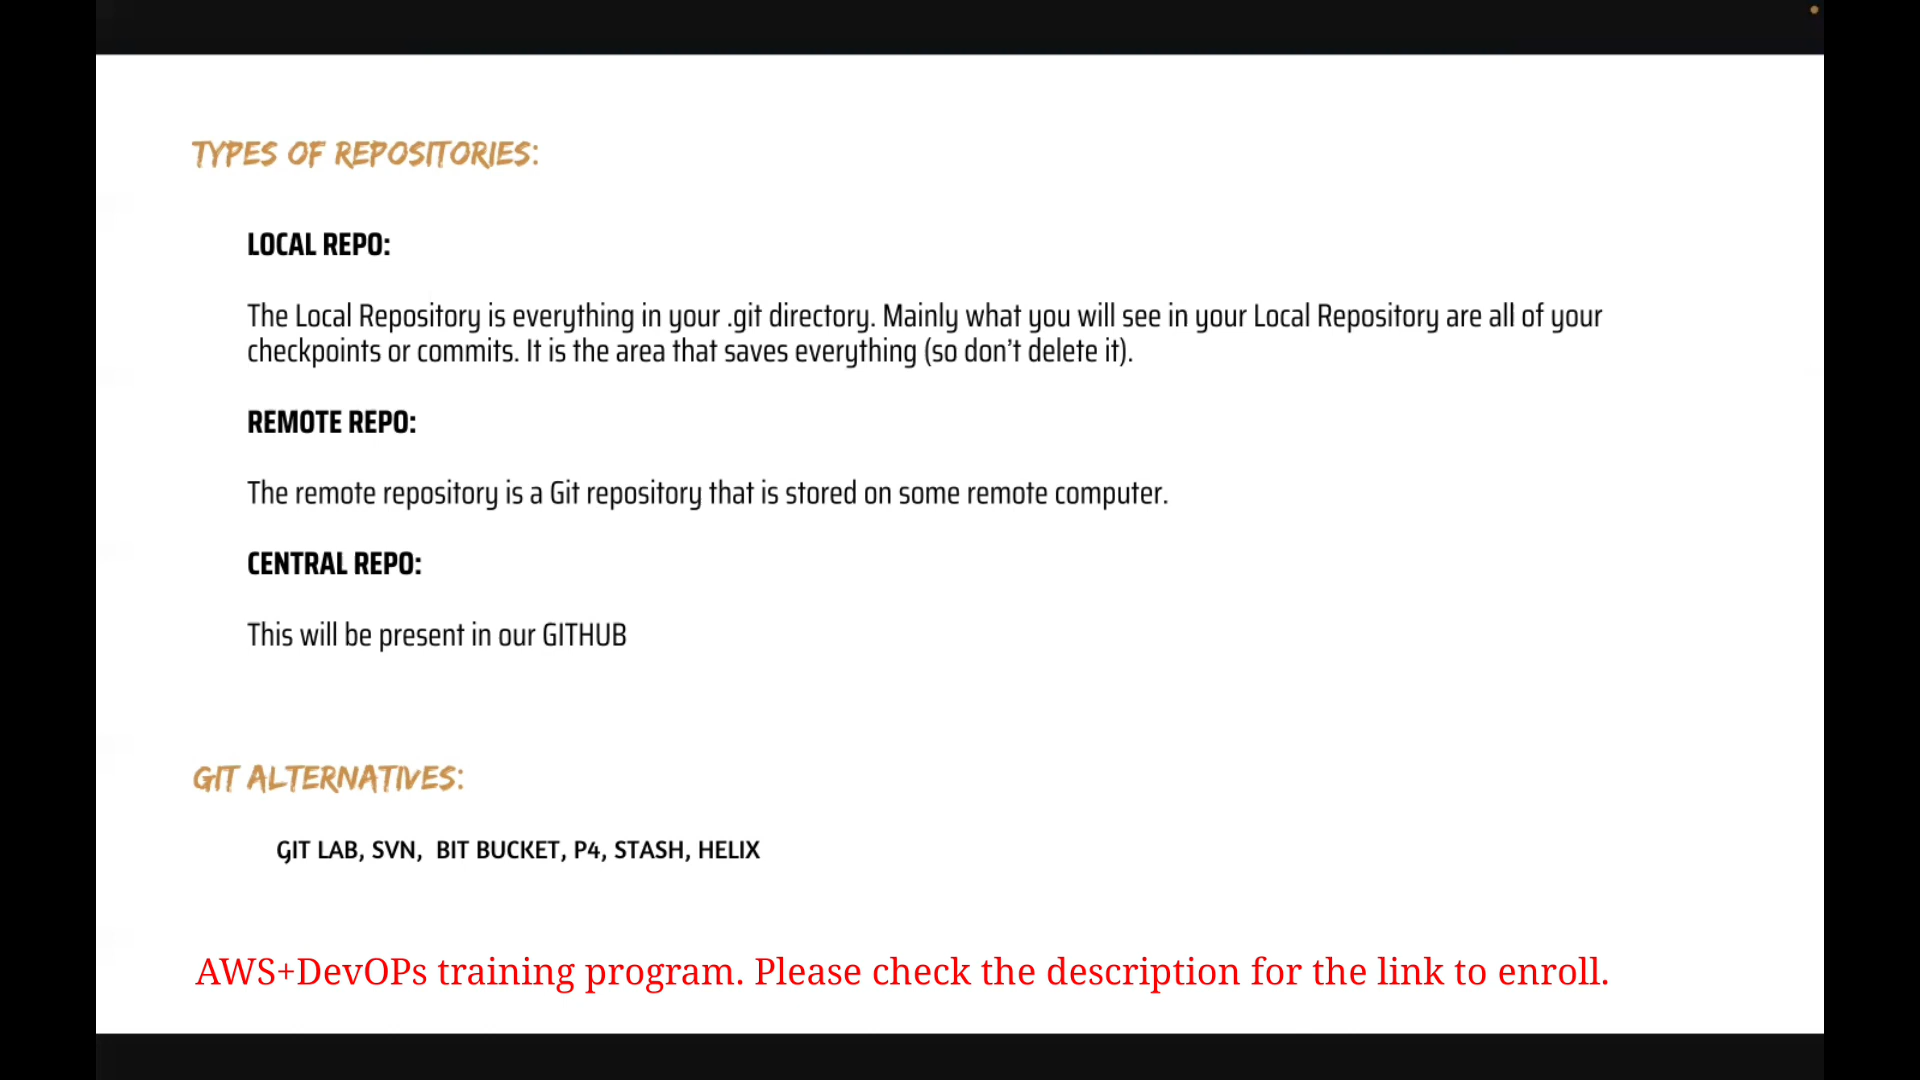 TYPES OF REPOSITORIES:
LOCAL REPO:
The Local Repository is everything in your .git directory. Mainly what you will see in your Local Repository are all of your
checkpoints or commits. It is the area that saves everything (so don’t delete it).
REMOTE REPO:
The remote repository is a Git repository that is stored on some remote computer.
CENTRAL REPO:
This will be present in our GITHUB
GIT ALTERNATIVES:
GIT LAB, SVN, BIT BUCKET, P4, STASH, HELIX
AWS+DevOPs training program. Please check the description for the link to enroll.